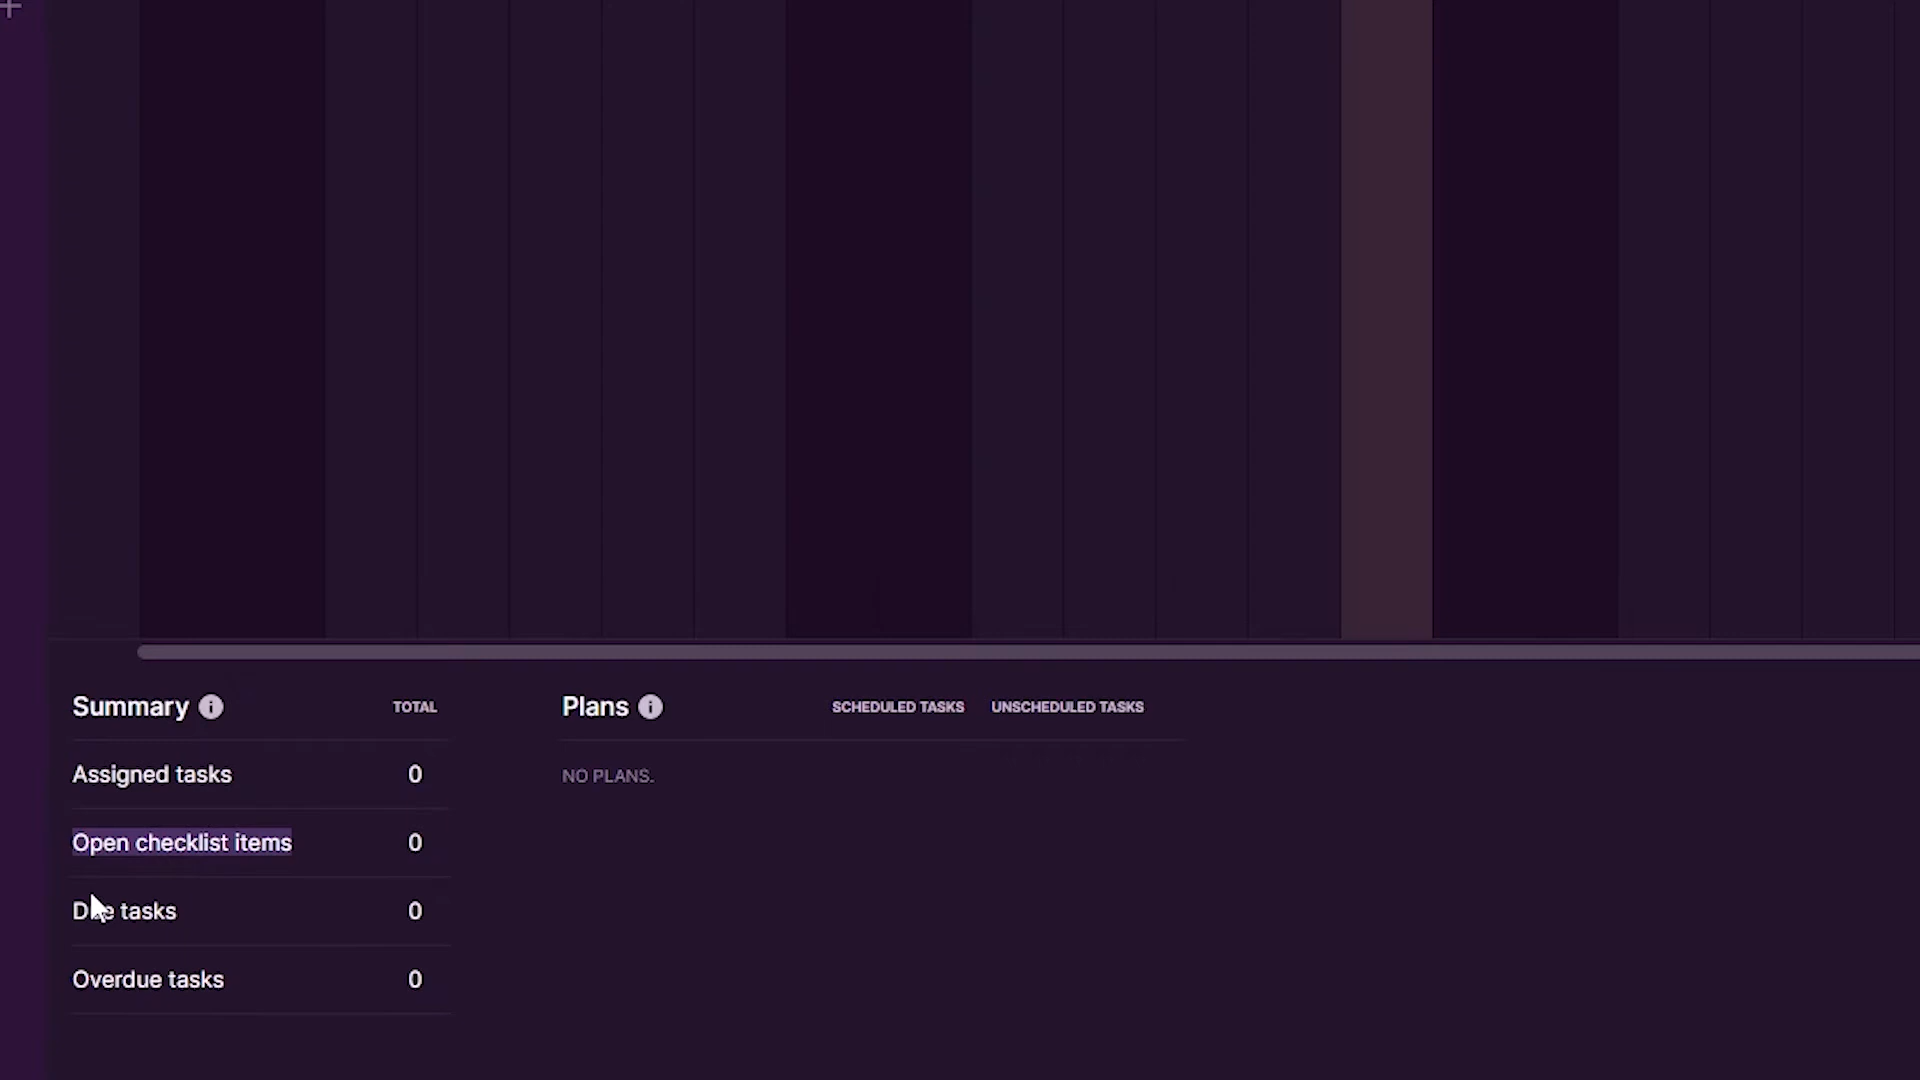 Summary TOTAL
Assigned tasks 0
Open checklist items 0
Due tasks 0
Overdue tasks 0
Plans SCHEDULED TASKS UNSCHEDULED TASKS
NO PLANS.